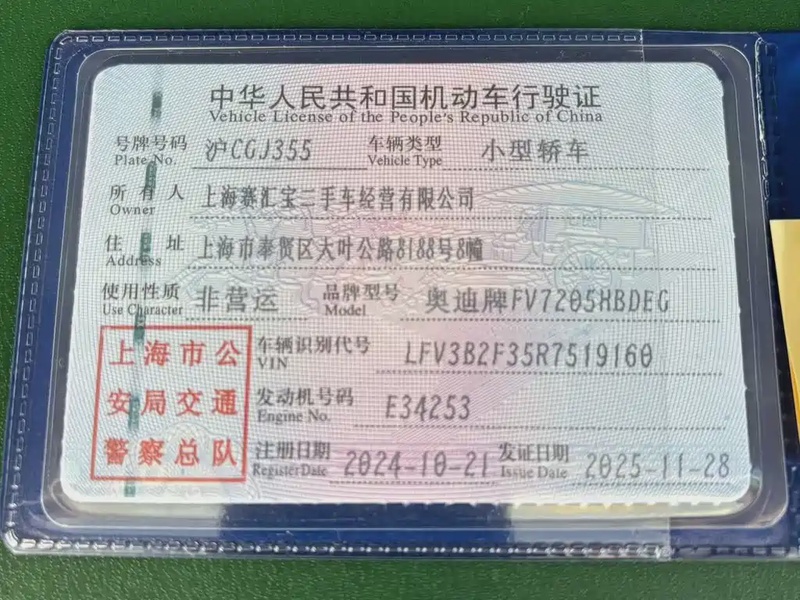 中华人民共和国机动车行驶证
Vehicle License of the People's Republic of China
号牌号码 沪CGJ355 车辆类型 小型轿车
Plate No. Vehicle Type
所有人 上海赛汇宝二手车经营有限公司
Owner
住址 上海市奉贤区大叶公路8188号8幢
Address
使用性质 非营运 品牌型号 奥迪牌FV7205HBDEG
Use Character Model
车辆识别代号 LFV3B2F35R7519160
VIN
发动机号码 E34253
Engine No.
注册日期 2024-10-21 发证日期 2025-11-28
Register Date Issue Date
上海市公
安局交通
警察总队